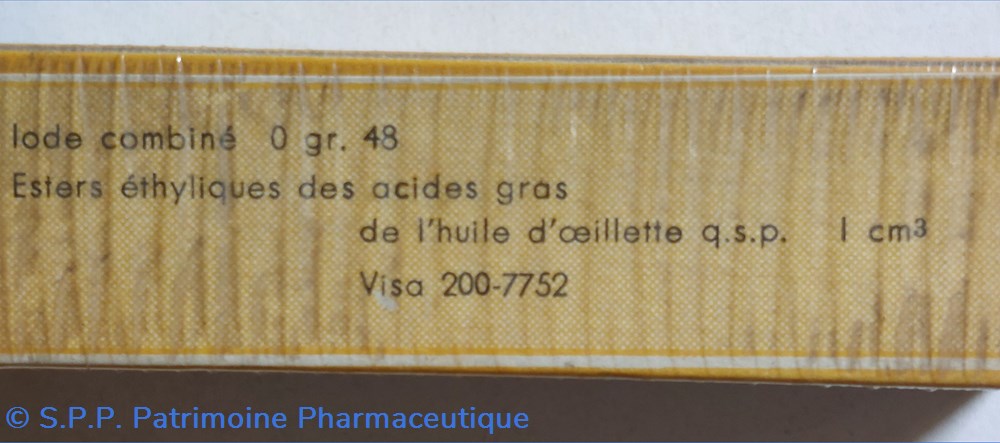 Iode combiné 0 gr. 48
Esters éthyliques des acides gras
de l'huile d'œillette q.s.p. 1 cm³
Visa 200-7752
© S.P.P. Patrimoine Pharmaceutique